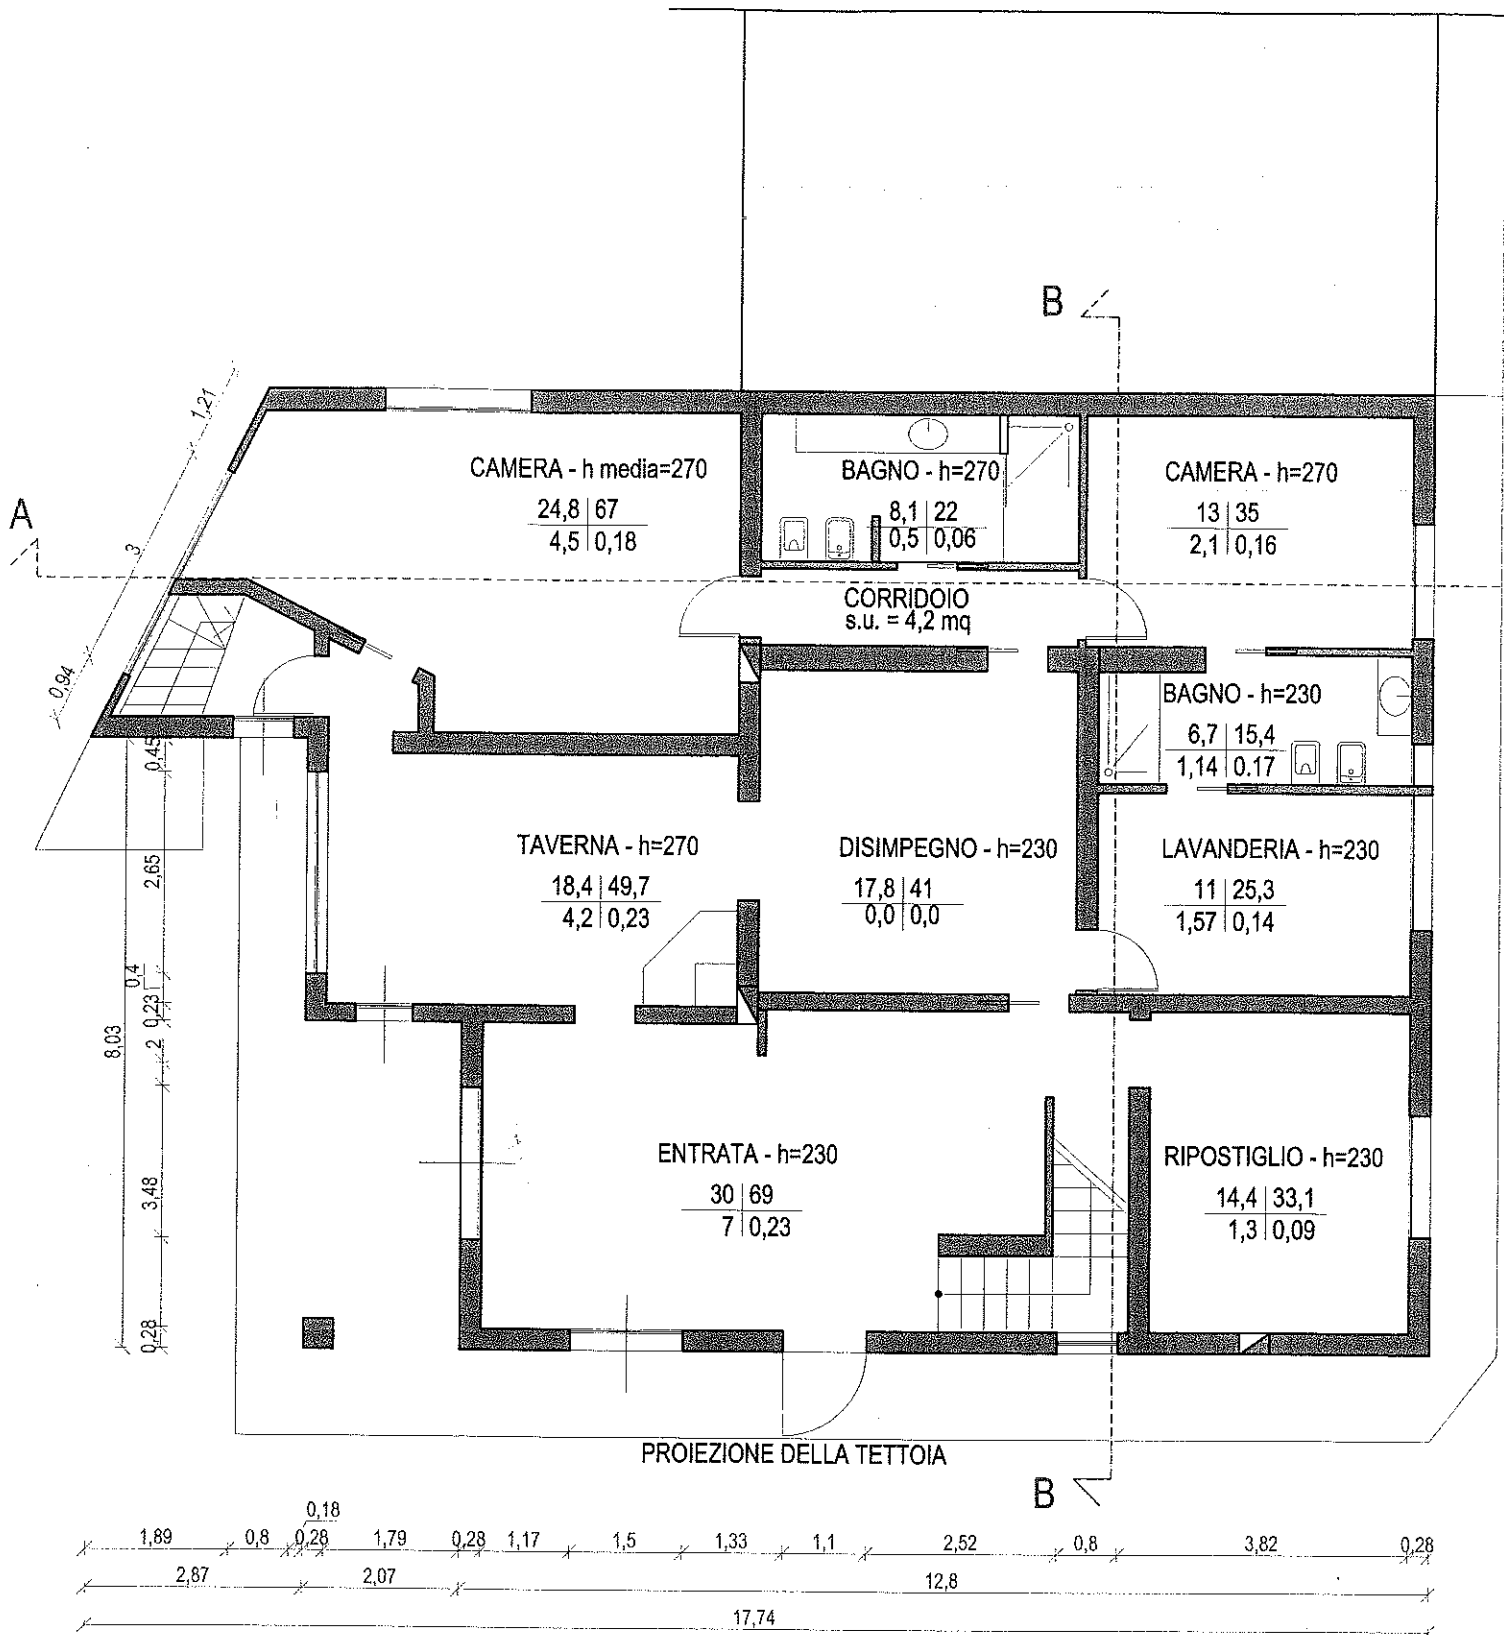 B
1,21
CAMERA - h media=270
24,8 67
4,5 0,18
BAGNO - h=270
8,1 22
0,5 0,06
CAMERA - h=270
13 35
2,1 0,16
A
3
CORRIDOIO
s.u. = 4,2 mq
0,94
BAGNO - h=230
6,7 15,4
1,14 0.17
0,45
2,65
TAVERNA - h=270
18,4 49,7
4,2 0,23
DISIMPEGNO - h=230
17,8 41
0,0 0,0
LAVANDERIA - h=230
11 25,3
1,57 0,14
0,4
0,23
8,03
2
3,48
0,28
ENTRATA - h=230
30 69
7 0,23
RIPOSTIGLIO - h=230
14,4 33,1
1,3 0,09
PROIEZIONE DELLA TETTOIA
B
0,18
1,89 0,8 0,28 1,79 0,28 1,17 1,5 1,33 1,1 2,52 0,8 3,82 0,28
2,87 2,07 12,8
17,74